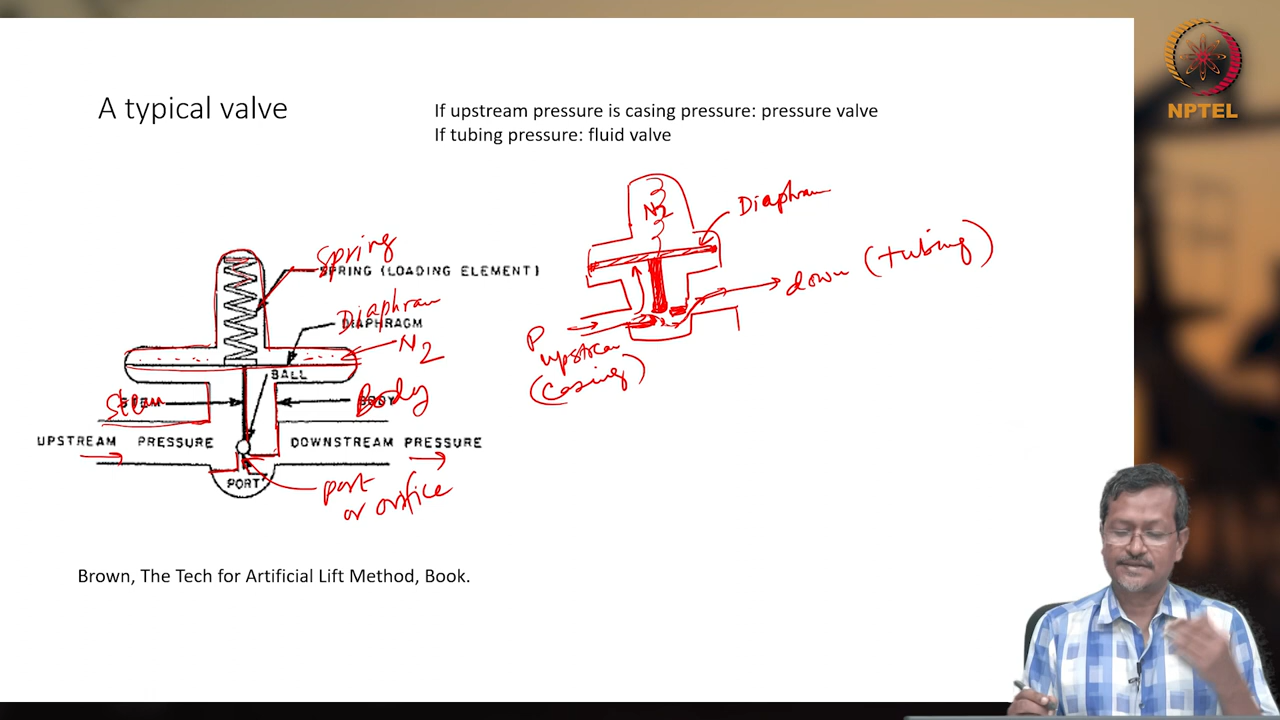 NPTEL
A typical valve
If upstream pressure is casing pressure: pressure valve
If tubing pressure: fluid valve
N2
Diaphram
down (tubing)
P upstream
(casing)
Spring
SPRING (LOADING ELEMENT)
Diaphram
DIAPHRAGM
N2
BALL
Stem
Body
UPSTREAM PRESSURE
DOWNSTREAM PRESSURE
PORT
port
or orifice
Brown, The Tech for Artificial Lift Method, Book.